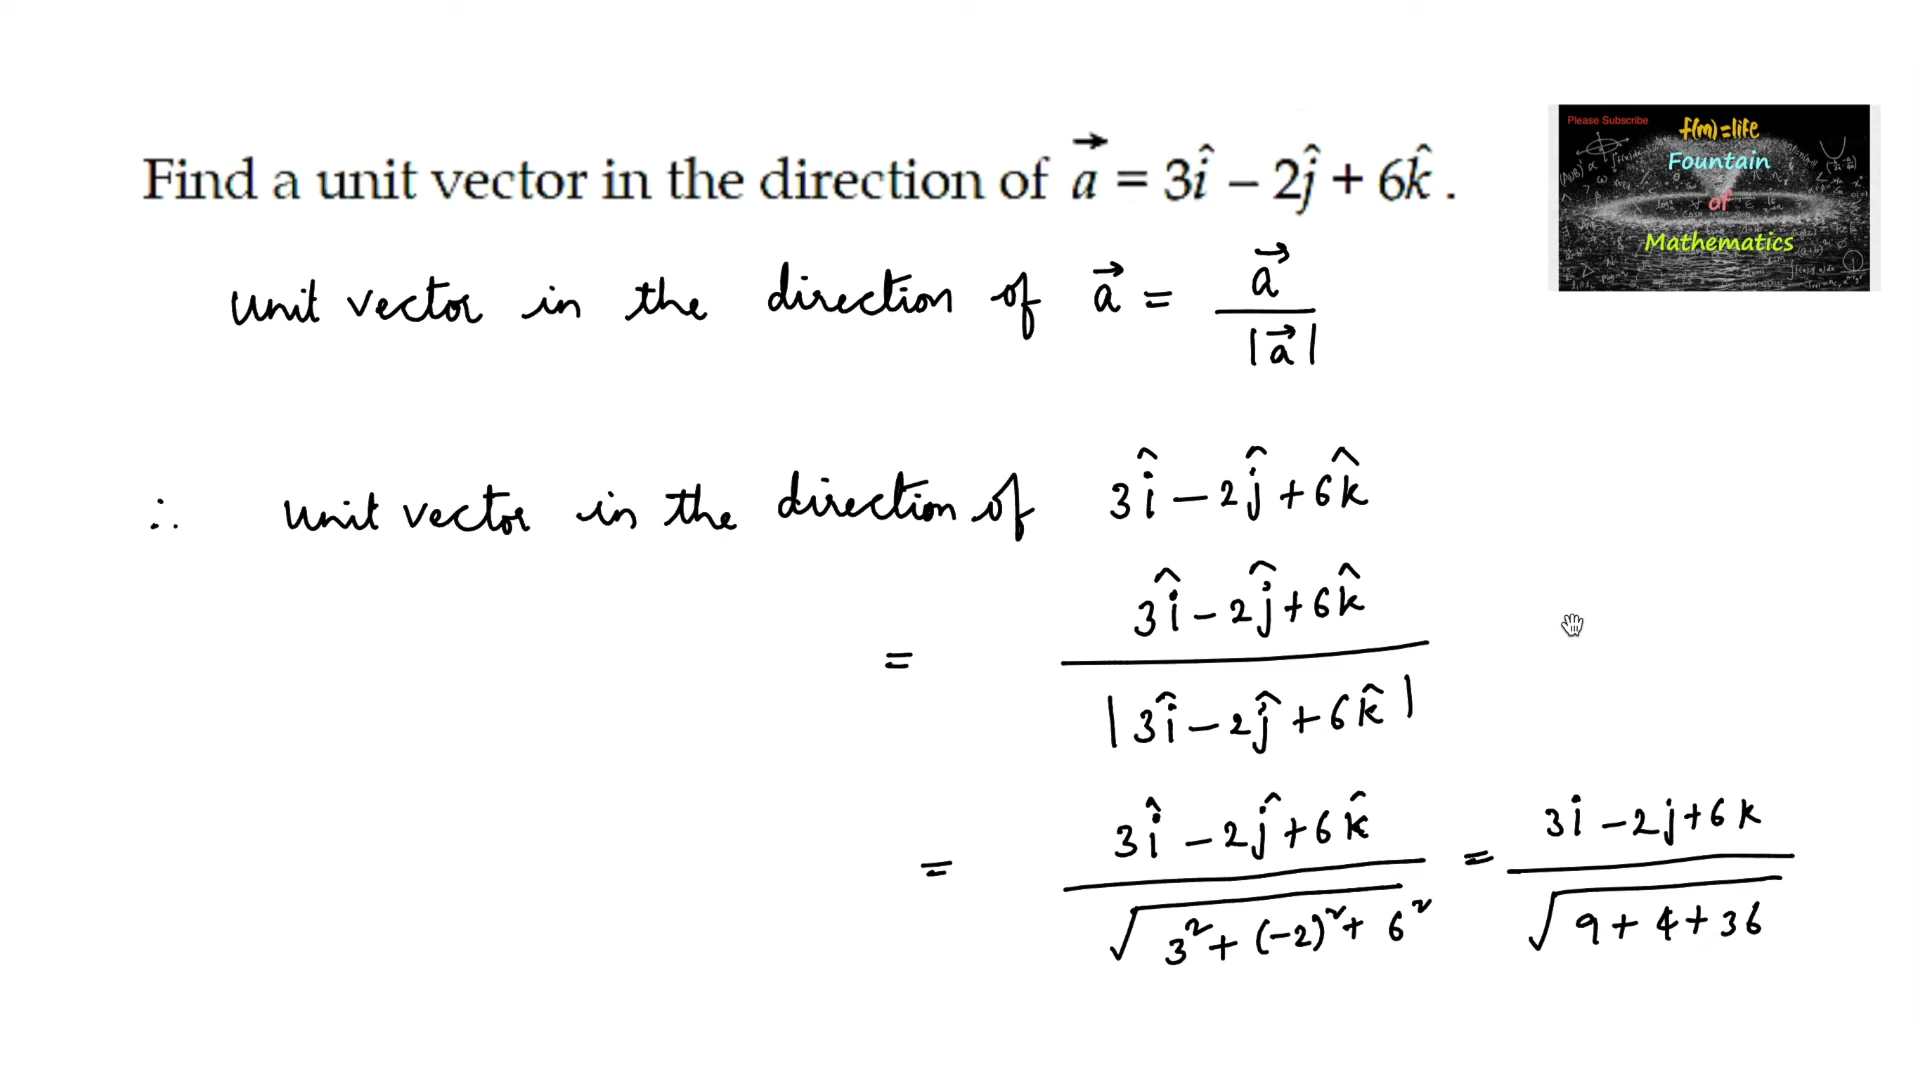 Please Subscribe
f(m)=life
Fountain
of
Mathematics
Find a unit vector in the direction of a⃗ = 3î − 2ĵ + 6k̂ .
unit vector in the direction of a⃗ = a⃗ / |a⃗|
∴ unit vector in the direction of 3î − 2ĵ + 6k̂
= (3î − 2ĵ + 6k̂) / |3î − 2ĵ + 6k̂|
= (3î − 2ĵ + 6k̂) / √(3² + (−2)² + 6²) = (3i − 2j + 6k) / √(9 + 4 + 36)